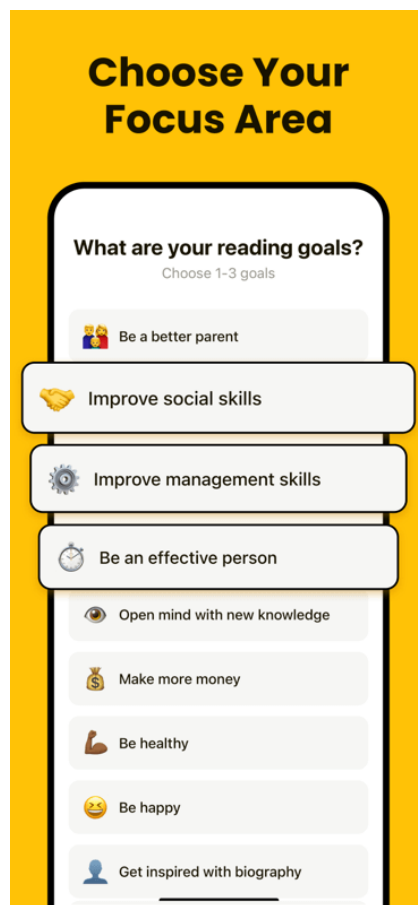 Choose Your
Focus Area
What are your reading goals?
Choose 1-3 goals
Be a better parent
Improve social skills
Improve management skills
Be an effective person
Open mind with new knowledge
Make more money
Be healthy
Be happy
Get inspired with biography